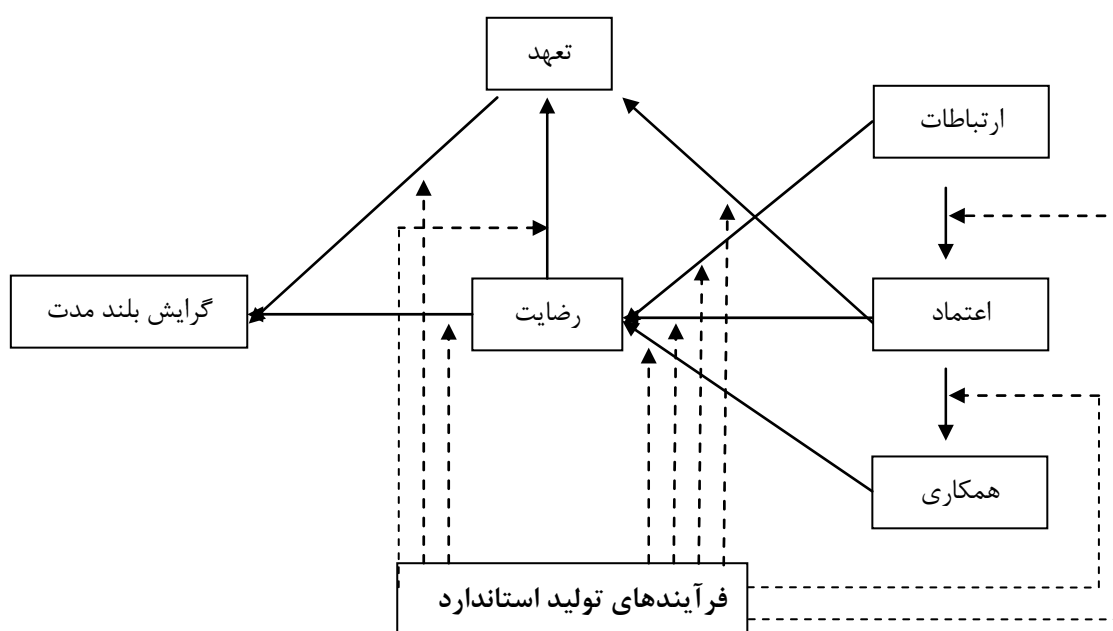 تعهد
ارتباطات
گرایش بلند مدت
رضایت
اعتماد
همکاری
فرآیندهای تولید استاندارد